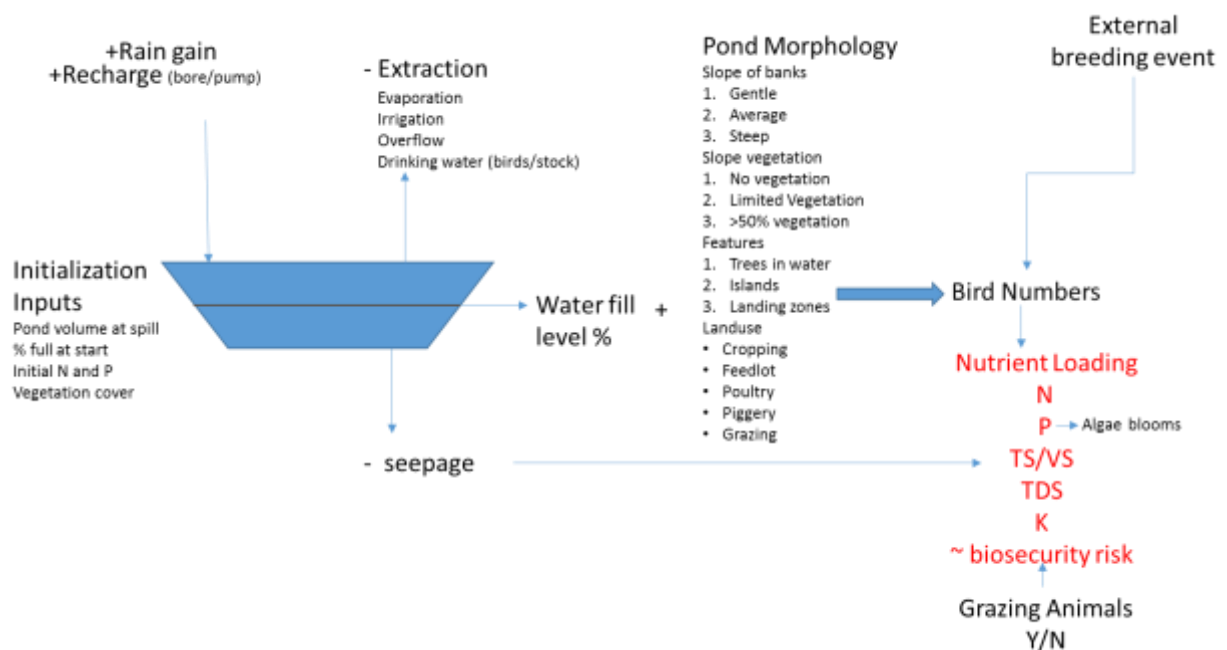 +Rain gain
+Recharge (bore/pump)
- Extraction
Evaporation
Irrigation
Overflow
Drinking water (birds/stock)
Initialization
Inputs
Pond volume at spill
% full at start
Initial N and P
Vegetation cover
Water fill
level %
+
- seepage
Pond Morphology
Slope of banks
1. Gentle
2. Average
3. Steep
Slope vegetation
1. No vegetation
2. Limited Vegetation
3. >50% vegetation
Features
1. Trees in water
2. Islands
3. Landing zones
Landuse
• Cropping
• Feedlot
• Poultry
• Piggery
• Grazing
External
breeding event
Bird Numbers
Nutrient Loading
N
P
Algae blooms
TS/VS
TDS
K
~ biosecurity risk
Grazing Animals
Y/N